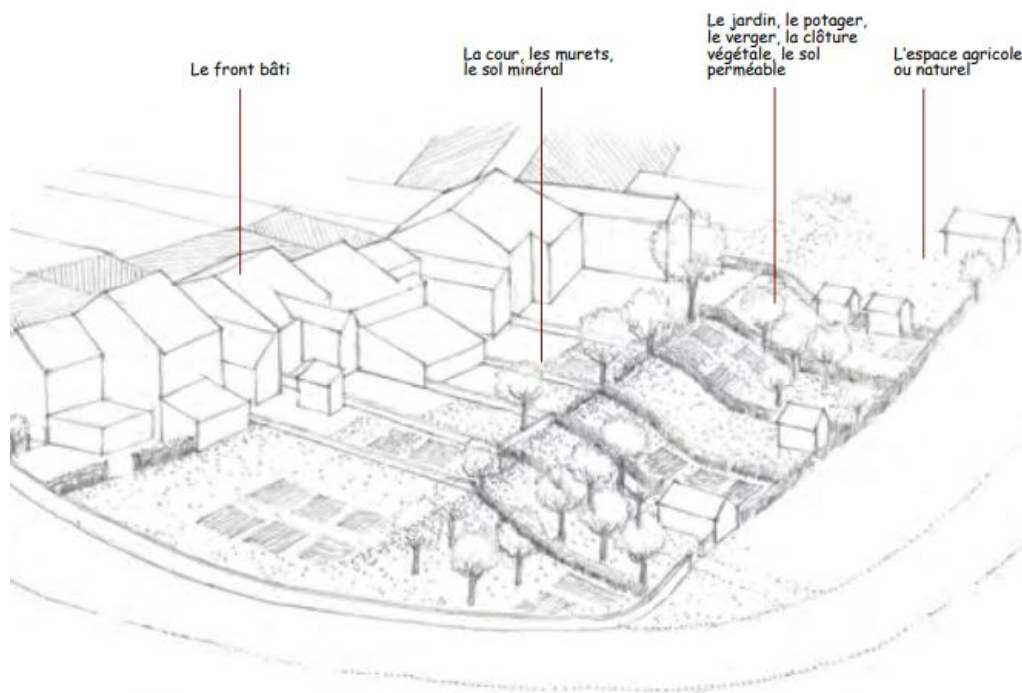 Le front bâti
La cour, les murets,
le sol minéral
Le jardin, le potager,
le verger, la clôture
végétale, le sol
perméable
L'espace agricole
ou naturel